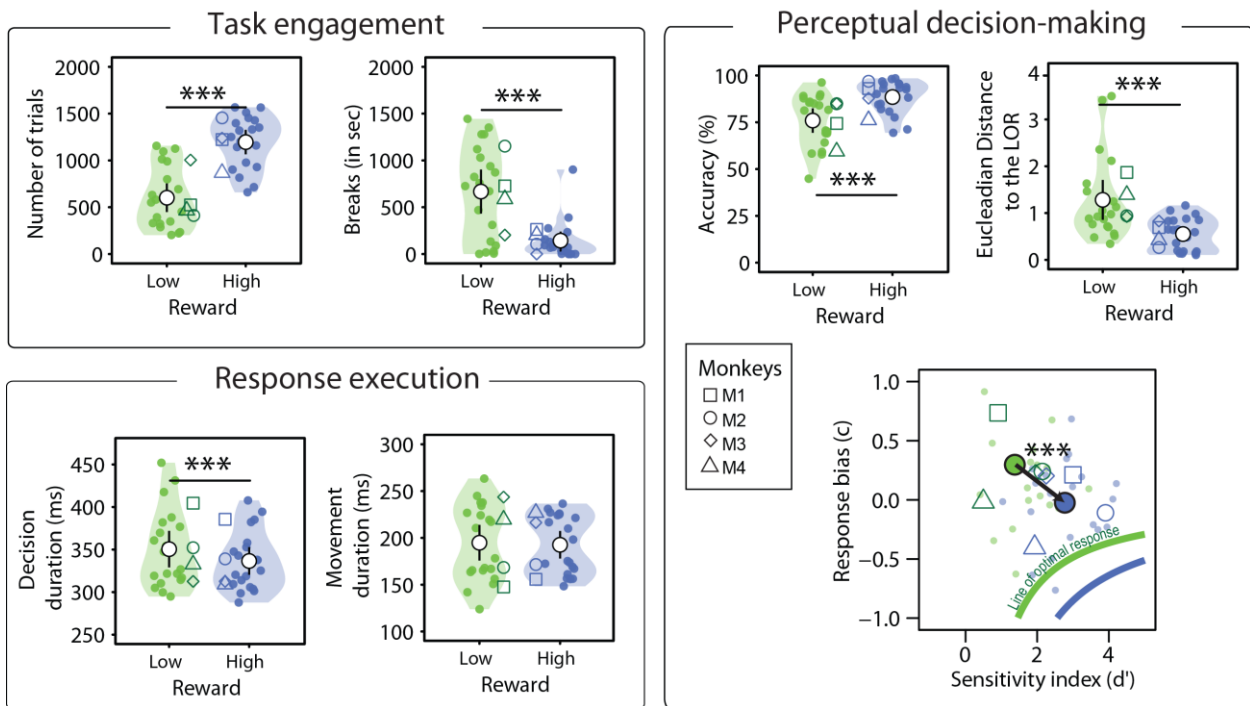 Task engagement
2000
1500
1000
500
0
Number of trials
***
Low
High
Reward
2000
1500
1000
500
0
Breaks (in sec)
***
Low
High
Reward
Response execution
450
400
350
300
250
Decision
duration (ms)
***
Low
High
Reward
300
250
200
150
100
Movement
duration (ms)
Low
High
Reward
Perceptual decision-making
100
75
50
25
0
Accuracy (%)
***
Low
High
Reward
4
3
2
1
0
Eucleadian Distance
to the LOR
***
Low
High
Reward
Monkeys
M1
M2
M3
M4
1.0
0.5
0.0
−0.5
−1.0
Response bias (c)
***
Line of optimal response
0
2
4
Sensitivity index (d')